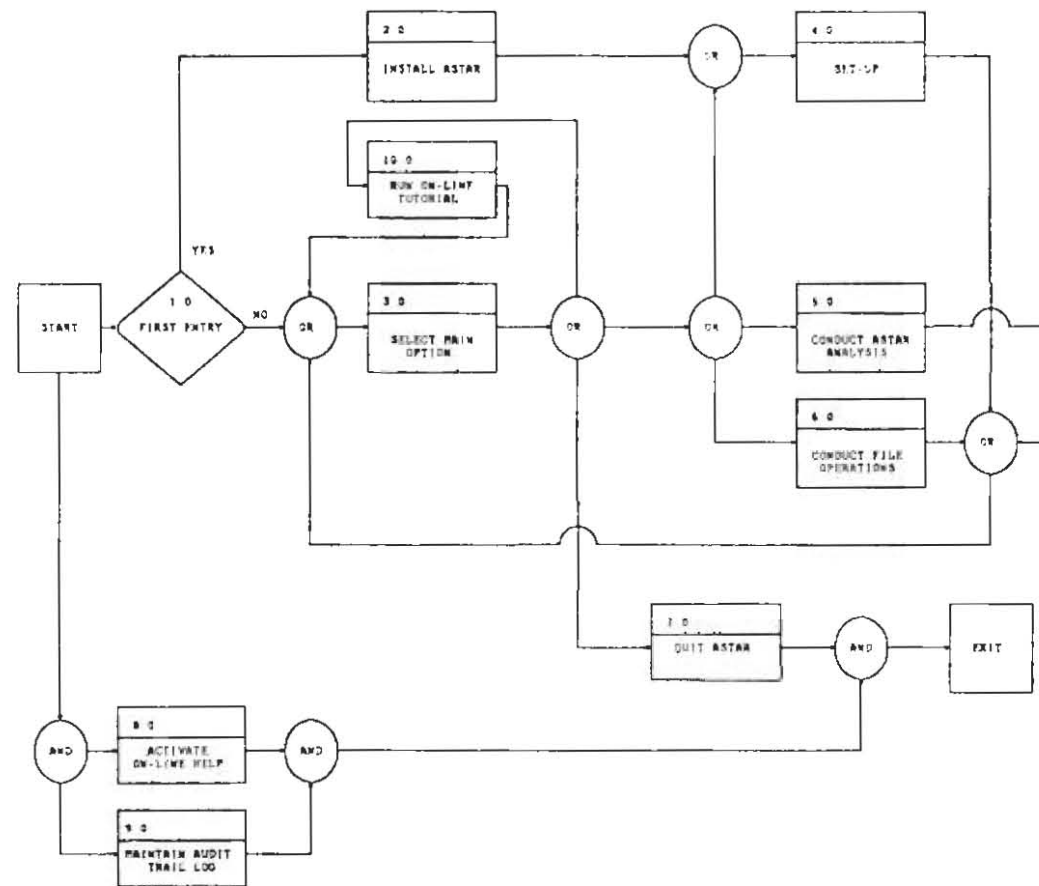 2.0
INSTALL ASTAR
OR
4.0
SET-UP
10.0
RUN ON-LINE
TUTORIAL
YES
START
1.0
FIRST ENTRY
NO
OR
3.0
SELECT MAIN
OPTION
OR
OR
5.0
CONDUCT ASTAR
ANALYSIS
6.0
CONDUCT FILE
OPERATIONS
OR
7.0
QUIT ASTAR
AND
EXIT
AND
8.0
ACTIVATE
ON-LINE HELP
AND
9.0
MAINTAIN AUDIT
TRAIL LOG